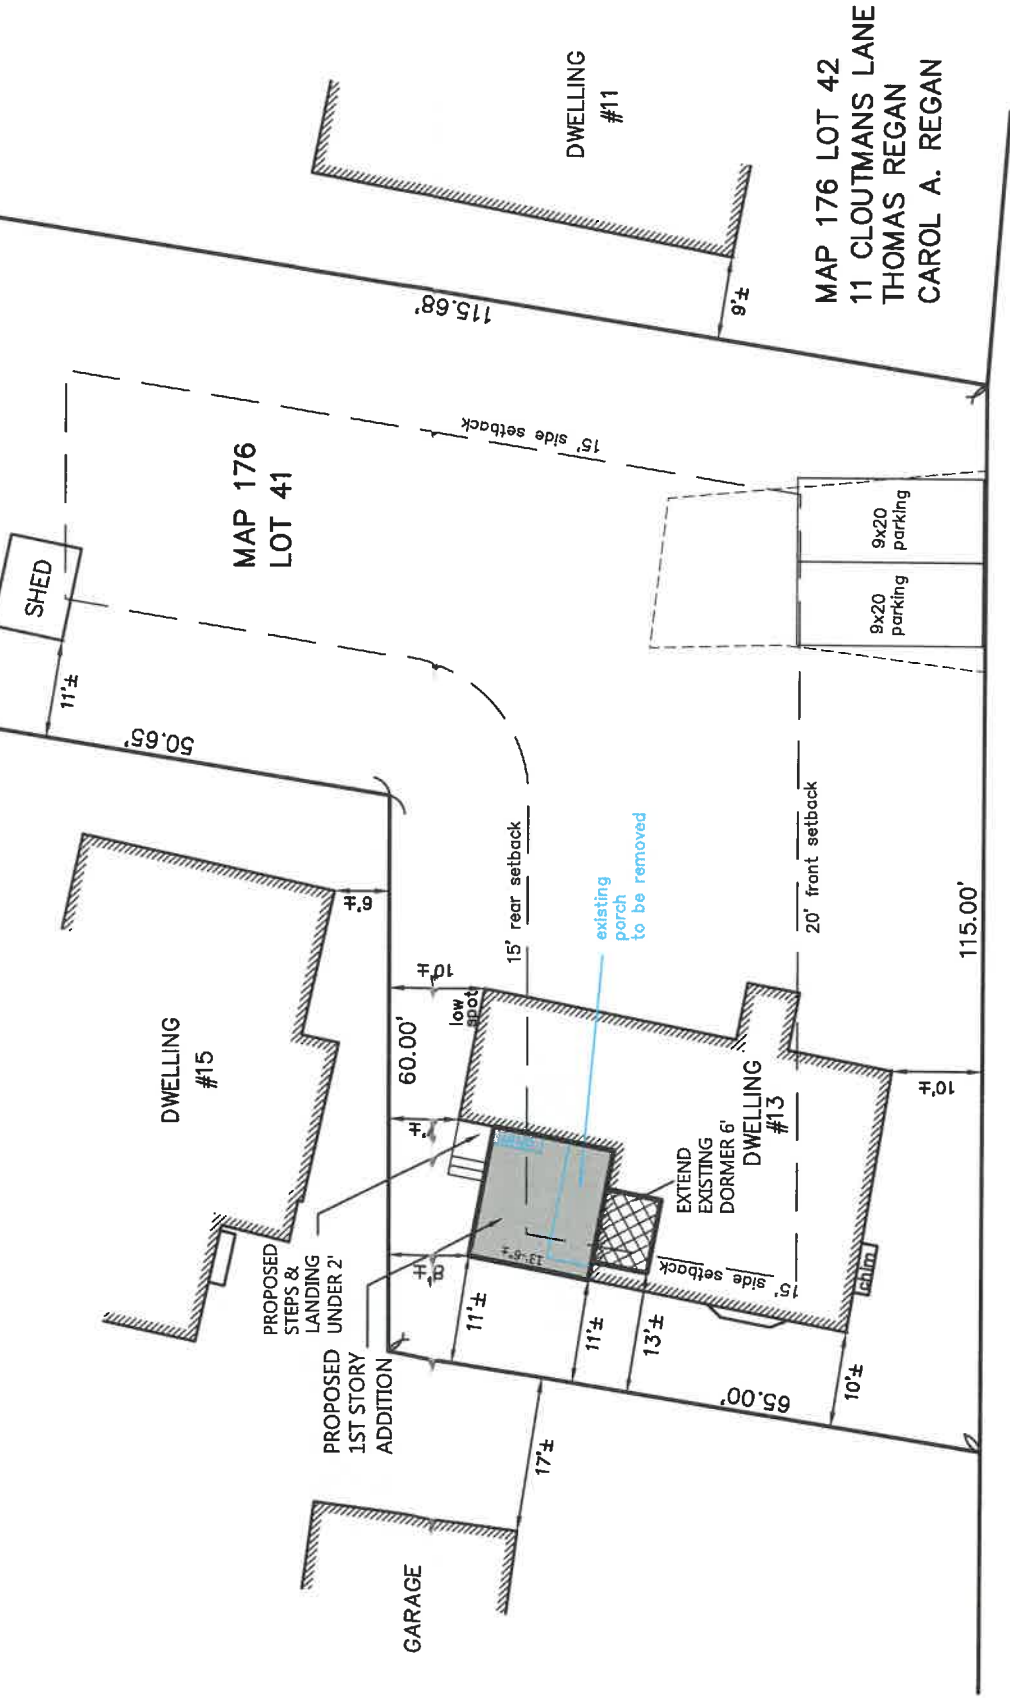 DWELLING
#11
MAP 176 LOT 42
11 CLOUTMANS LANE
THOMAS REGAN
CAROL A. REGAN
115.68'
9'±
15' side setback
MAP 176
LOT 41
SHED
11'±
50.65'
9x20
parking
9x20
parking
20' front setback
115.00'
15' rear setback
existing
porch
to be removed
DWELLING
#15
6'±
10'±
low
spot
60.00'
8'±
DWELLING
#13
10'±
EXTEND
EXISTING
DORMER 6'
15' side setback
chim
PROPOSED
STEPS &
LANDING
UNDER 2'
PROPOSED
1ST STORY
ADDITION
13'-6"±
11'±
11'±
13'±
10'±
65.00'
17'±
GARAGE